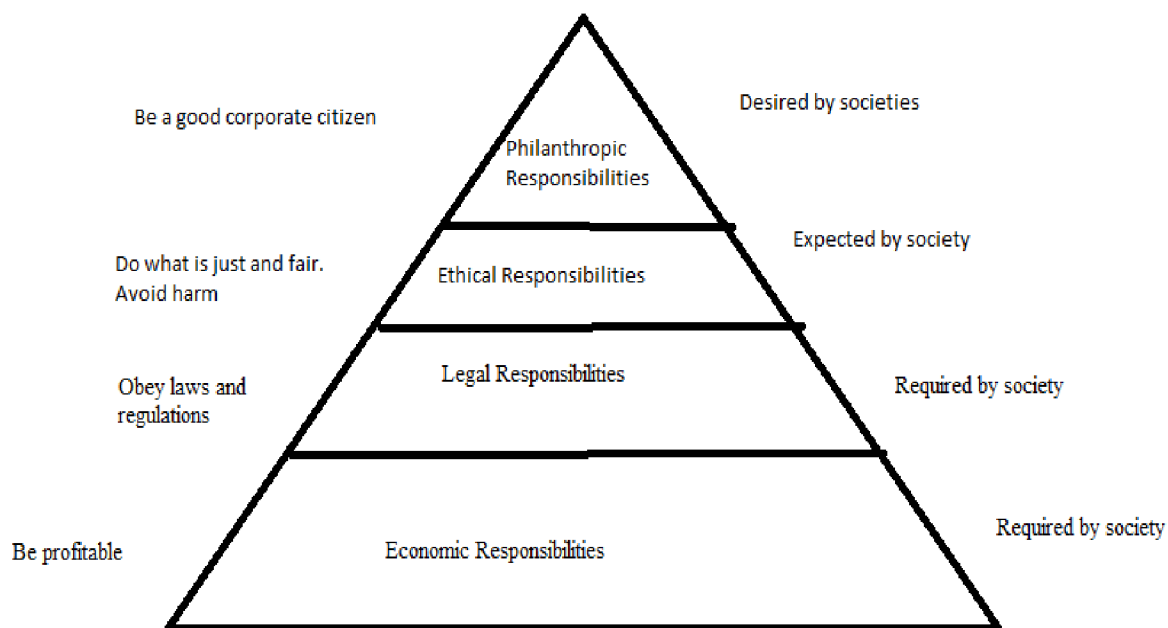 Be a good corporate citizen
Desired by societies
Philanthropic
Responsibilities
Expected by society
Do what is just and fair.
Avoid harm
Ethical Responsibilities
Legal Responsibilities
Obey laws and
regulations
Required by society
Required by society
Be profitable
Economic Responsibilities